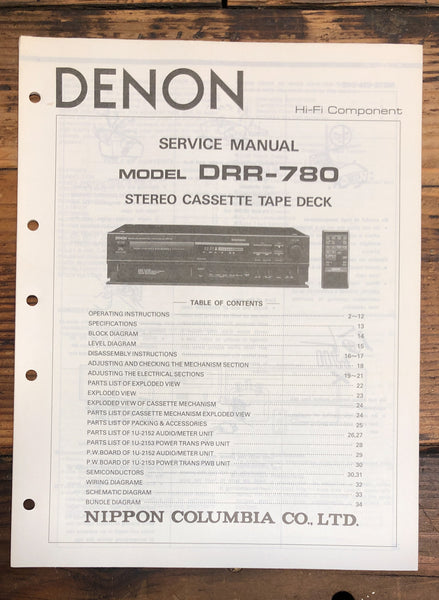 DENON
Hi-Fi Component
SERVICE MANUAL
MODEL DRR-780
STEREO CASSETTE TAPE DECK
DENON
TABLE OF CONTENTS
OPERATING INSTRUCTIONS 2~12
SPECIFICATIONS 13
BLOCK DIAGRAM 14
LEVEL DIAGRAM 15
DISASSEMBLY INSTRUCTIONS 16~17
ADJUSTING AND CHECKING THE MECHANISM SECTION 18
ADJUSTING THE ELECTRICAL SECTIONS 19~21
PARTS LIST OF EXPLODED VIEW 22
EXPLODED VIEW 23
EXPLODED VIEW OF CASSETTE MECHANISM 24
PARTS LIST OF CASSETTE MECHANISM EXPLODED VIEW 24
PARTS LIST OF PACKING & ACCESSORIES 25
PARTS LIST OF 1U-2152 AUDIO/METER UNIT 26,27
PARTS LIST OF 1U-2153 POWER TRANS PWB UNIT 28
P.W.BOARD OF 1U-2152 AUDIO/METER UNIT 29
P.W.BOARD OF 1U-2153 POWER TRANS PWB UNIT 30
SEMICONDUCTORS 30,31
WIRING DIAGRAME 32
SCHEMATIC DIAGRAM 33
BUNDLE DIAGRAM 34
NIPPON COLUMBIA CO., LTD.